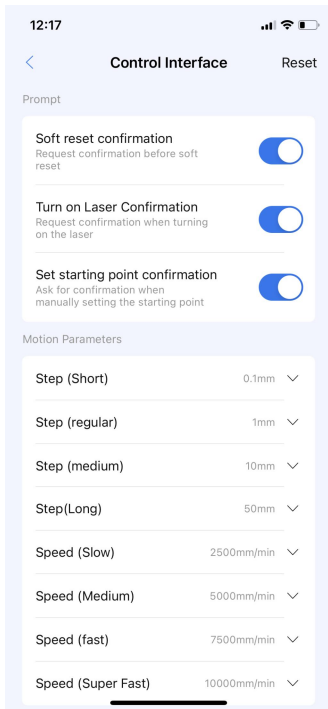 12:17
Control Interface Reset
Prompt
Soft reset confirmation
Request confirmation before soft
reset
Turn on Laser Confirmation
Request confirmation when turning
on the laser
Set starting point confirmation
Ask for confirmation when
manually setting the starting point
Motion Parameters
Step (Short) 0.1mm
Step (regular) 1mm
Step (medium) 10mm
Step(Long) 50mm
Speed (Slow) 2500mm/min
Speed (Medium) 5000mm/min
Speed (fast) 7500mm/min
Speed (Super Fast) 10000mm/min